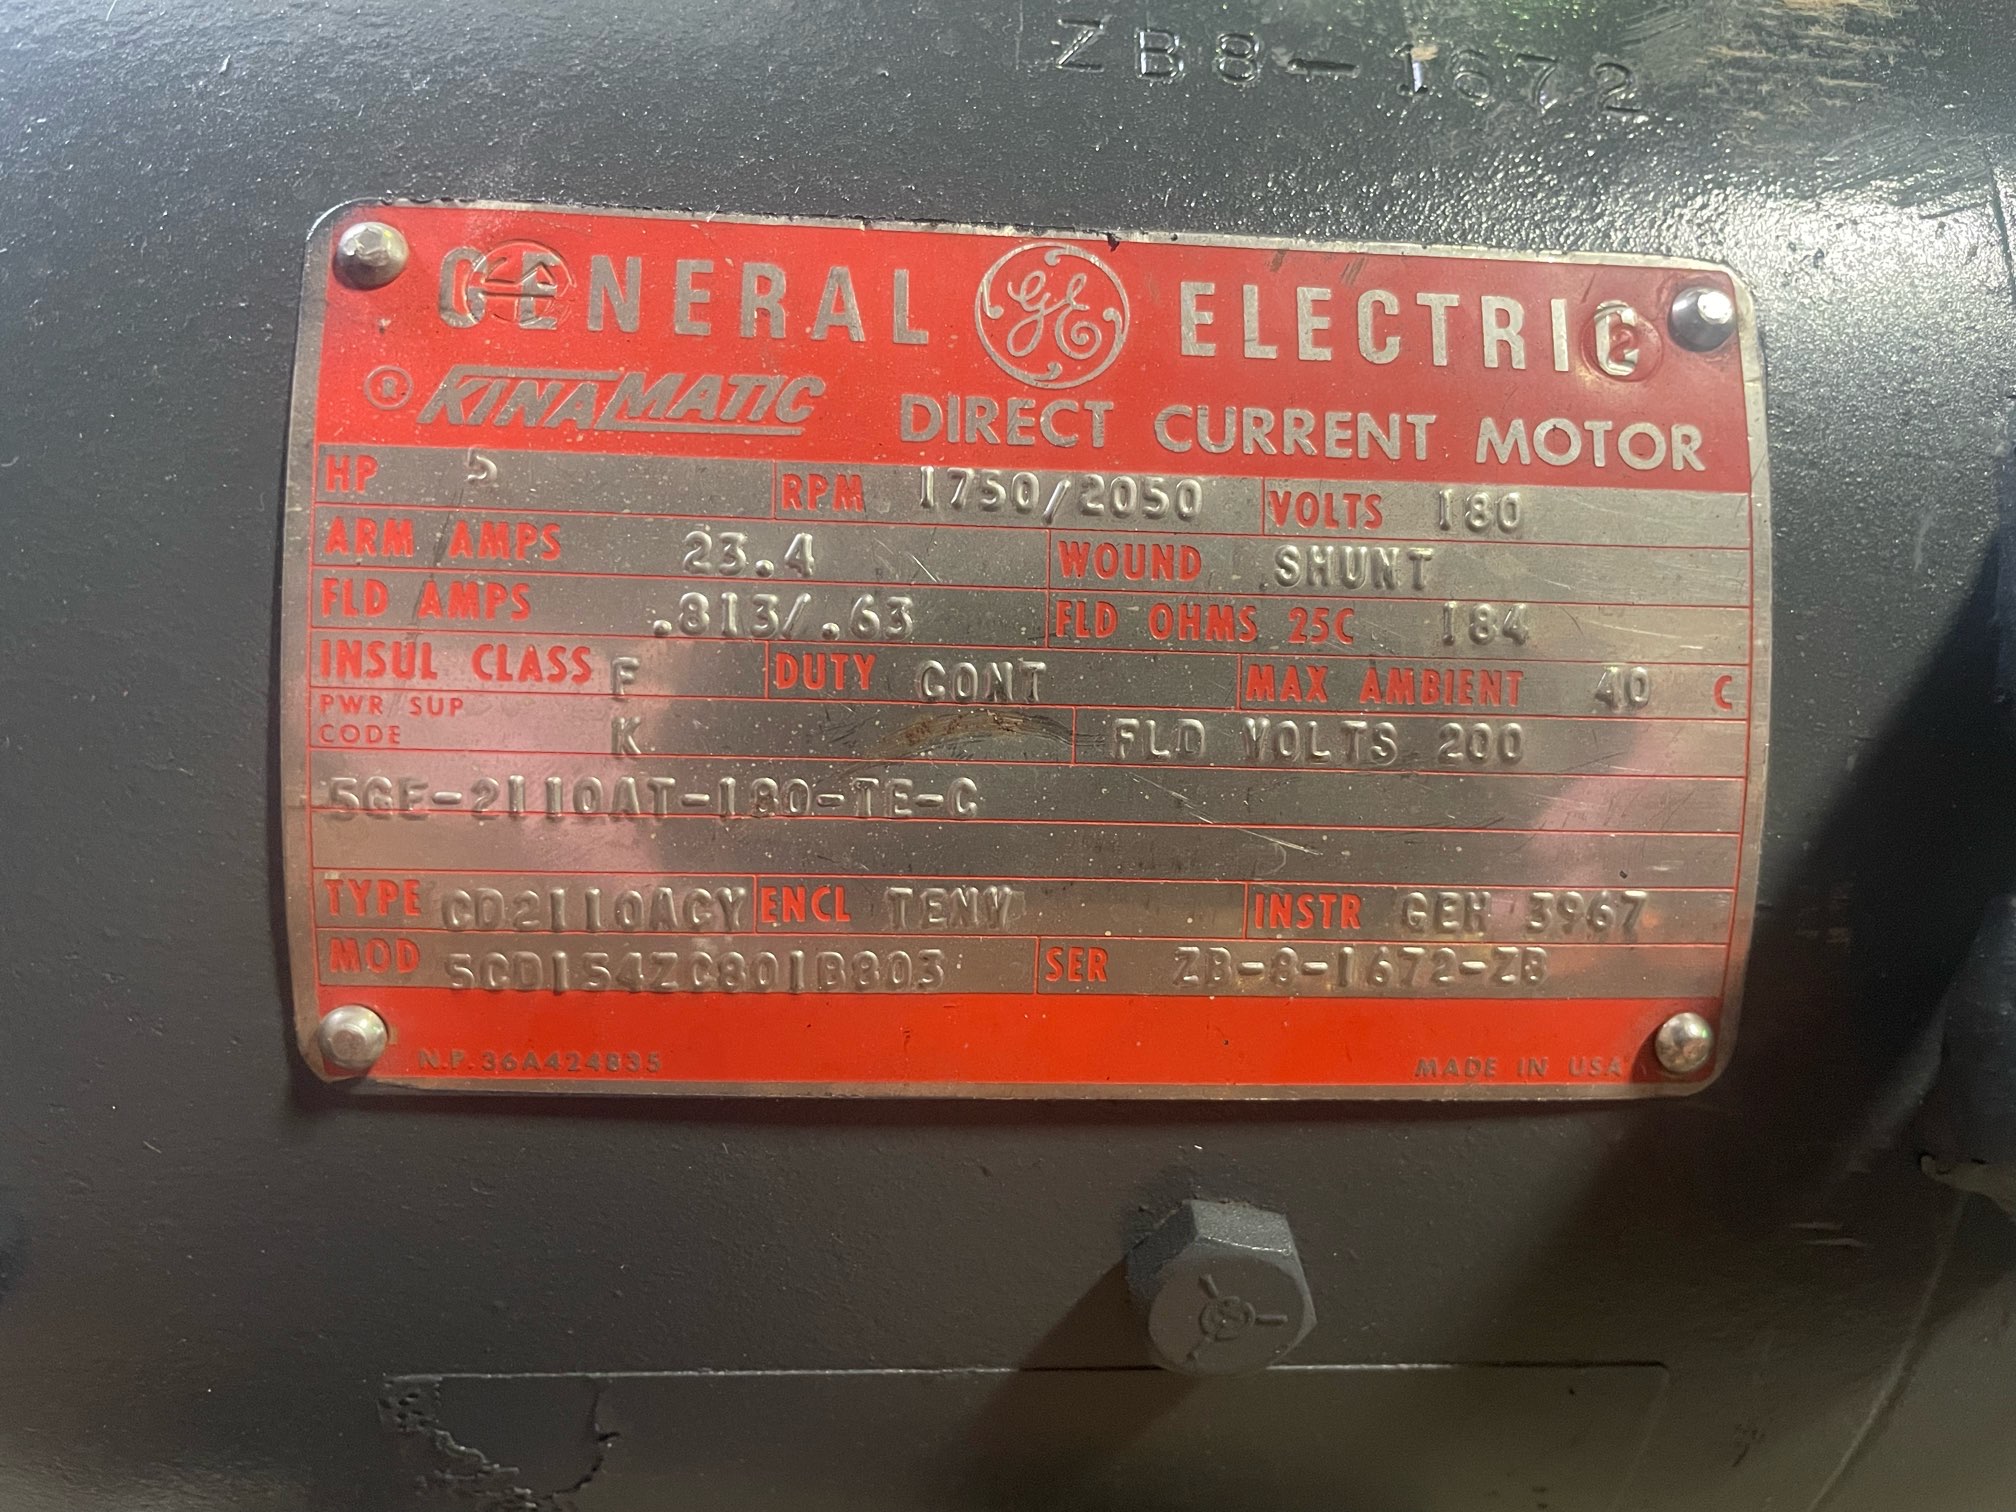 ZB8-1672
GENERAL GE ELECTRIC 2
® KINAMATIC DIRECT CURRENT MOTOR
HP 5 RPM 1750/2050 VOLTS 180
ARM AMPS 23.4 WOUND SHUNT
FLD AMPS .813/.63 FLD OHMS 25C 184
INSUL CLASS F DUTY CONT MAX AMBIENT 40 C
PWR SUP CODE K FLD VOLTS 200
5GE-2110AT-180-TE-C
TYPE CD2110ACY ENCL TENV INSTR GEH 3967
MOD 5CD154ZC801B803 SER ZB-8-1672-ZB
N.P. 36A424835 MADE IN USA